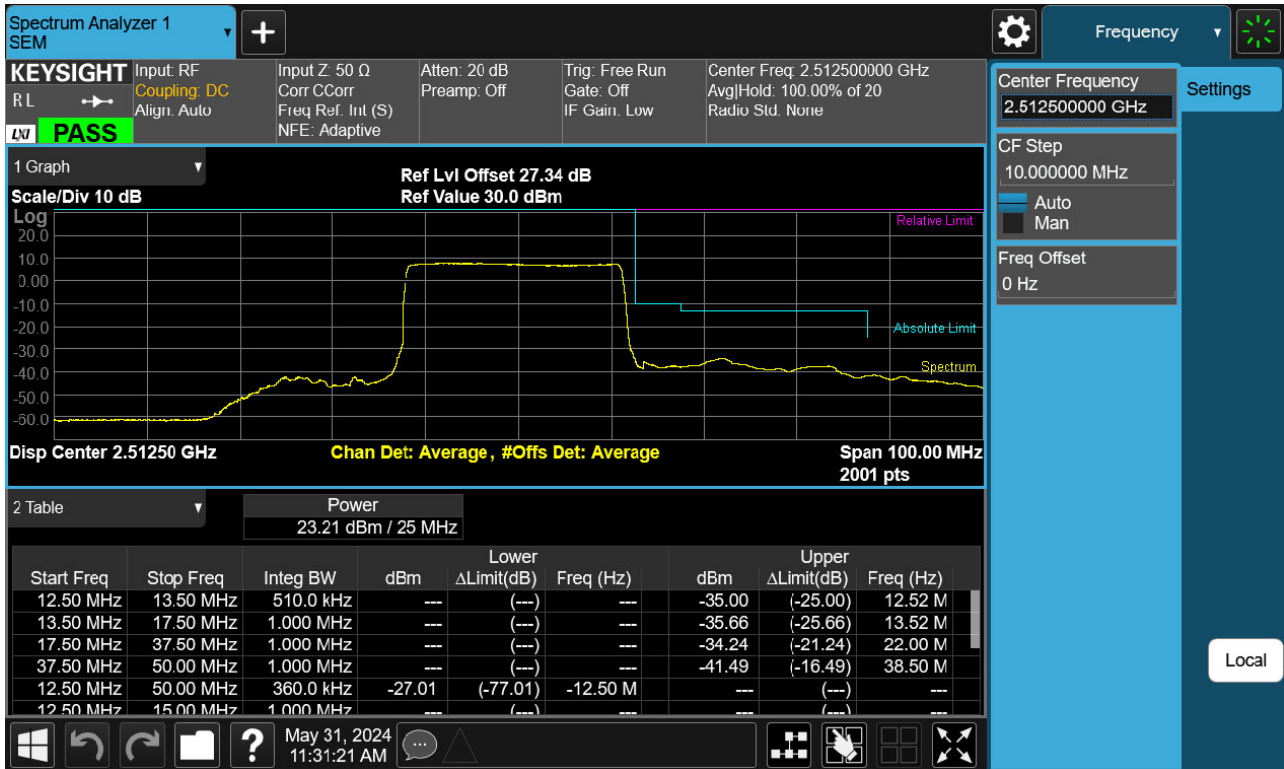 Spectrum Analyzer 1
SEM
+
Frequency
KEYSIGHT
RL
LXI
PASS
Input: RF
Coupling: DC
Align: Auto
Input Z: 50 Ω
Corr CCorr
Freq Ref: Int (S)
NFE: Adaptive
Atten: 20 dB
Preamp: Off
Trig: Free Run
Gate: Off
IF Gain: Low
Center Freq: 2.512500000 GHz
Avg|Hold: 100.00% of 20
Radio Std: None
Center Frequency
2.512500000 GHz
Settings
CF Step
10.000000 MHz
Auto
Man
Freq Offset
0 Hz
1 Graph
Scale/Div 10 dB
Ref Lvl Offset 27.34 dB
Ref Value 30.0 dBm
Log
20.0
10.0
0.00
-10.0
-20.0
-30.0
-40.0
-50.0
-60.0
Relative Limit
Absolute Limit
Spectrum
Disp Center 2.51250 GHz
Chan Det: Average , #Offs Det: Average
Span 100.00 MHz
2001 pts
2 Table
Power
23.21 dBm / 25 MHz
Lower Upper
Start Freq Stop Freq Integ BW dBm ΔLimit(dB) Freq (Hz) dBm ΔLimit(dB) Freq (Hz)
12.50 MHz 13.50 MHz 510.0 kHz --- (---) --- -35.00 (-25.00) 12.52 M
13.50 MHz 17.50 MHz 1.000 MHz --- (---) --- -35.66 (-25.66) 13.52 M
17.50 MHz 37.50 MHz 1.000 MHz --- (---) --- -34.24 (-21.24) 22.00 M
37.50 MHz 50.00 MHz 1.000 MHz --- (---) --- -41.49 (-16.49) 38.50 M
12.50 MHz 50.00 MHz 360.0 kHz -27.01 (-77.01) -12.50 M --- (---) ---
12.50 MHz 15.00 MHz 1.000 MHz --- (---) --- --- (---) ---
Local
?
May 31, 2024
11:31:21 AM